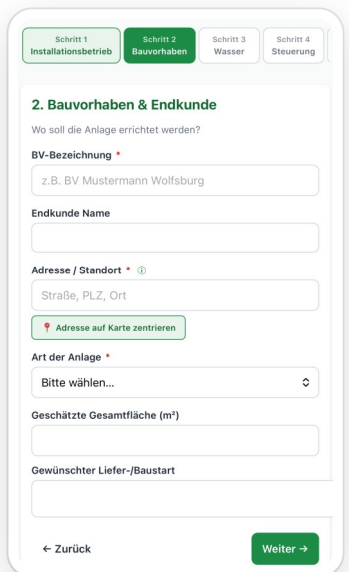 Schritt 1
Installationsbetrieb
Schritt 2
Bauvorhaben
Schritt 3
Wasser
Schritt 4
Steuerung
2. Bauvorhaben & Endkunde
Wo soll die Anlage errichtet werden?
BV-Bezeichnung *
z.B. BV Mustermann Wolfsburg
Endkunde Name
Adresse / Standort * ⓘ
Straße, PLZ, Ort
📍 Adresse auf Karte zentrieren
Art der Anlage *
Bitte wählen...
Geschätzte Gesamtfläche (m²)
Gewünschter Liefer-/Baustart
← Zurück
Weiter →